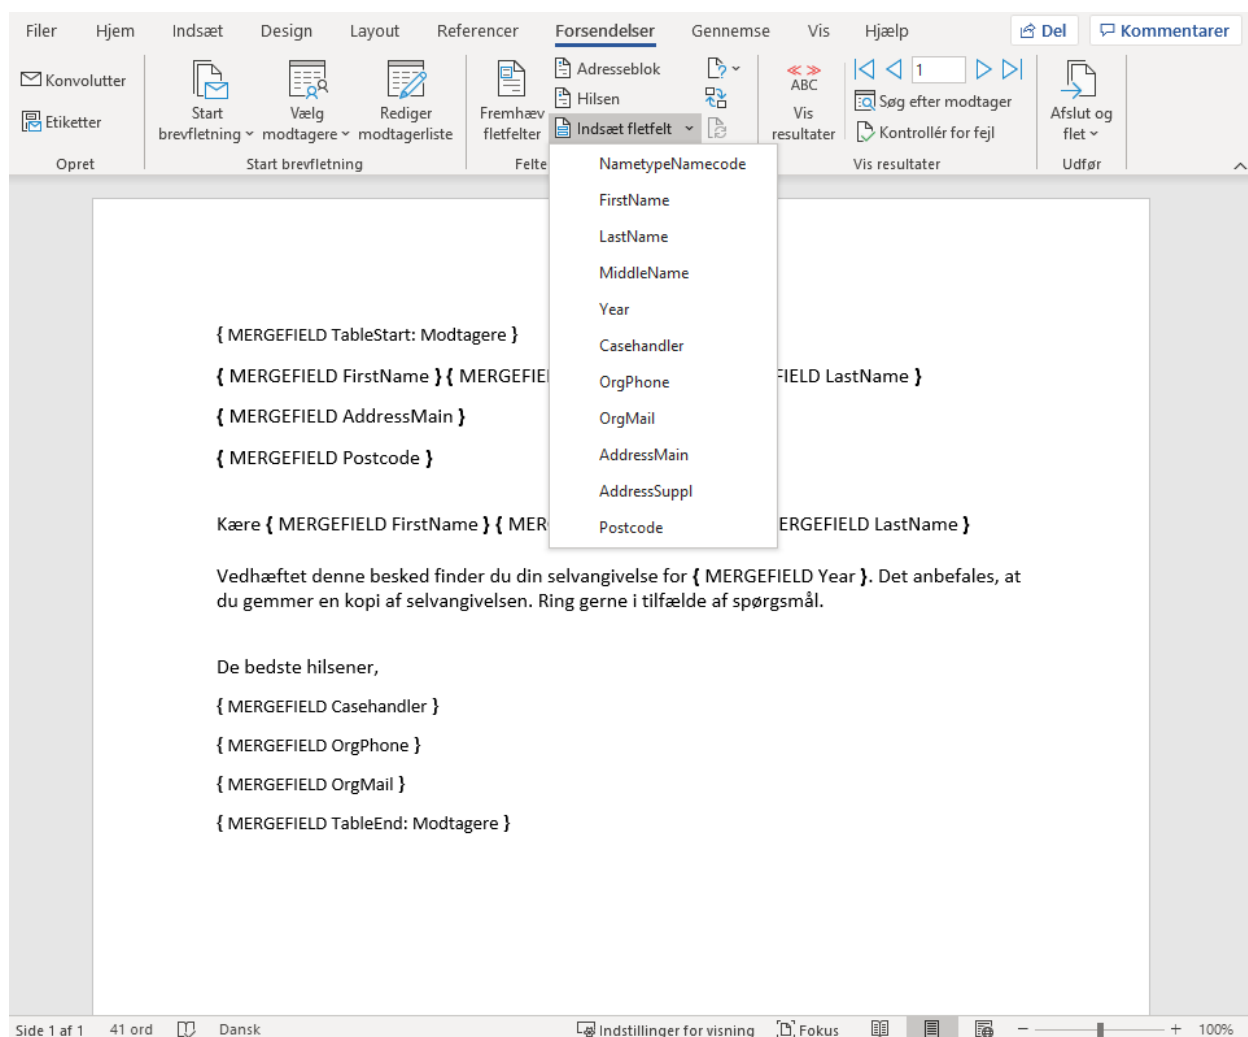 Filer Hjem Indsæt Design Layout Referencer Forsendelser Gennemse Vis Hjælp Del Kommentarer
Konvolutter
Etiketter
Opret
Start
brevfletning
Vælg
modtagere
Rediger
modtagerliste
Start brevfletning
Fremhæv
fletfelter
Adresseblok
Hilsen
Indsæt fletfelt
Felte
ABC
Vis
resultater
1
Søg efter modtager
Kontrollér for fejl
Vis resultater
Afslut og
flet
Udfør
NametypeNamecode
FirstName
LastName
MiddleName
Year
Casehandler
OrgPhone
OrgMail
AddressMain
AddressSuppl
Postcode
{ MERGEFIELD TableStart: Modtagere }
{ MERGEFIELD FirstName } { MERGEFIE FIELD LastName }
{ MERGEFIELD AddressMain }
{ MERGEFIELD Postcode }
Kære { MERGEFIELD FirstName } { MER ERGEFIELD LastName }
Vedhæftet denne besked finder du din selvangivelse for { MERGEFIELD Year }. Det anbefales, at
du gemmer en kopi af selvangivelsen. Ring gerne i tilfælde af spørgsmål.
De bedste hilsener,
{ MERGEFIELD Casehandler }
{ MERGEFIELD OrgPhone }
{ MERGEFIELD OrgMail }
{ MERGEFIELD TableEnd: Modtagere }
Side 1 af 1 41 ord Dansk Indstillinger for visning Fokus 100%